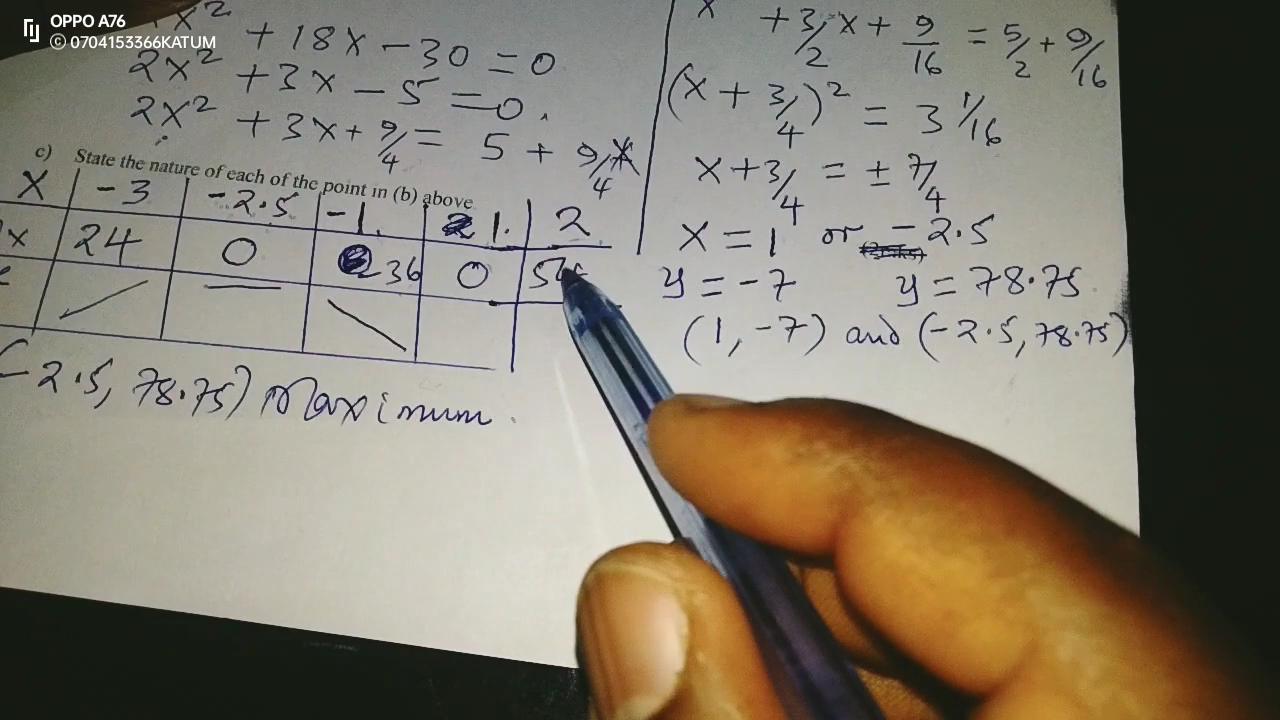 OPPO A76
© 0704153366KATUM
x² + 18x - 30 = 0
2x² + 3x - 5 = 0.
2x² + 3x + 9/4 = 5 + 9/4
c) State the nature of each of the point in (b) above
x -3 -2.5 -1. 1. 2
x 24 0 -36 0
-2.5, 78.75) Maximum.
x + 3/2 x + 9/16 = 5/2 + 9/16
(x + 3/4)² = 3 1/16
x + 3/4 = ± 7/4
x = 1 or -2.5
y = -7 y = 78.75
(1, -7) and (-2.5, 78.75)